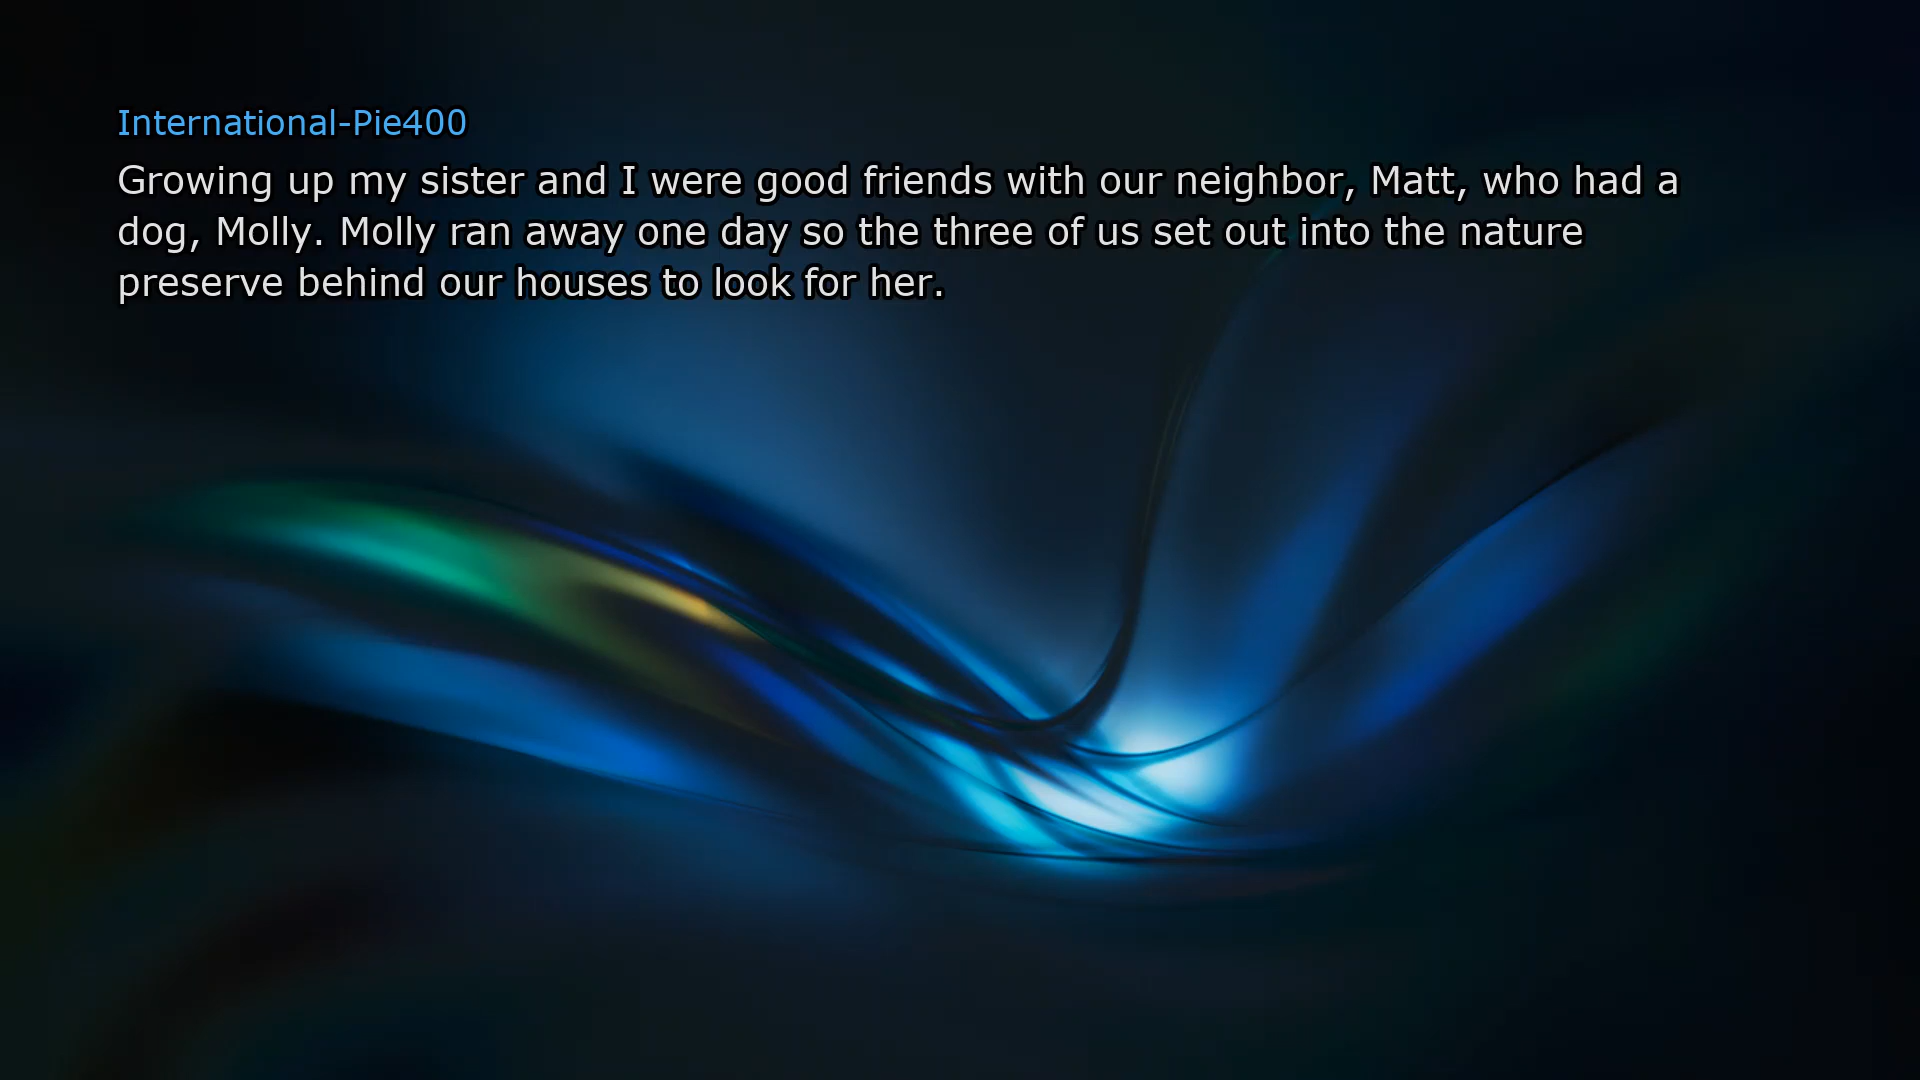 International-Pie400
Growing up my sister and I were good friends with our neighbor, Matt, who had a
dog, Molly. Molly ran away one day so the three of us set out into the nature
preserve behind our houses to look for her.